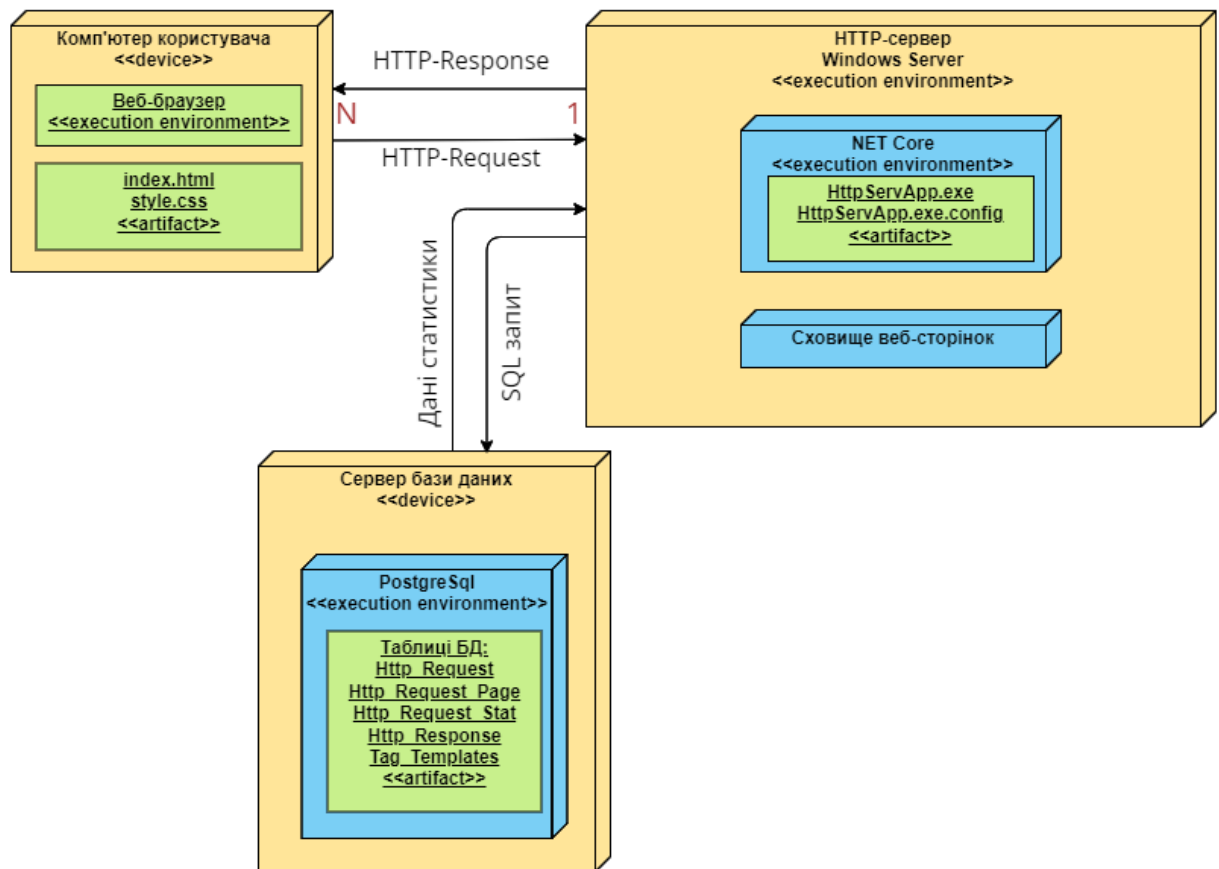 Комп'ютер користувача
<<device>>
Веб-браузер
<<execution environment>>
index.html
style.css
<<artifact>>
HTTP-Response
N
1
HTTP-Request
HTTP-сервер
Windows Server
<<execution environment>>
NET Core
<<execution environment>>
HttpServApp.exe
HttpServApp.exe.config
<<artifact>>
Сховище веб-сторінок
Дані статистики
SQL запит
Сервер бази даних
<<device>>
PostgreSql
<<execution environment>>
Таблиці БД:
Http_Request
Http_Request_Page
Http_Request_Stat
Http_Response
Tag_Templates
<<artifact>>